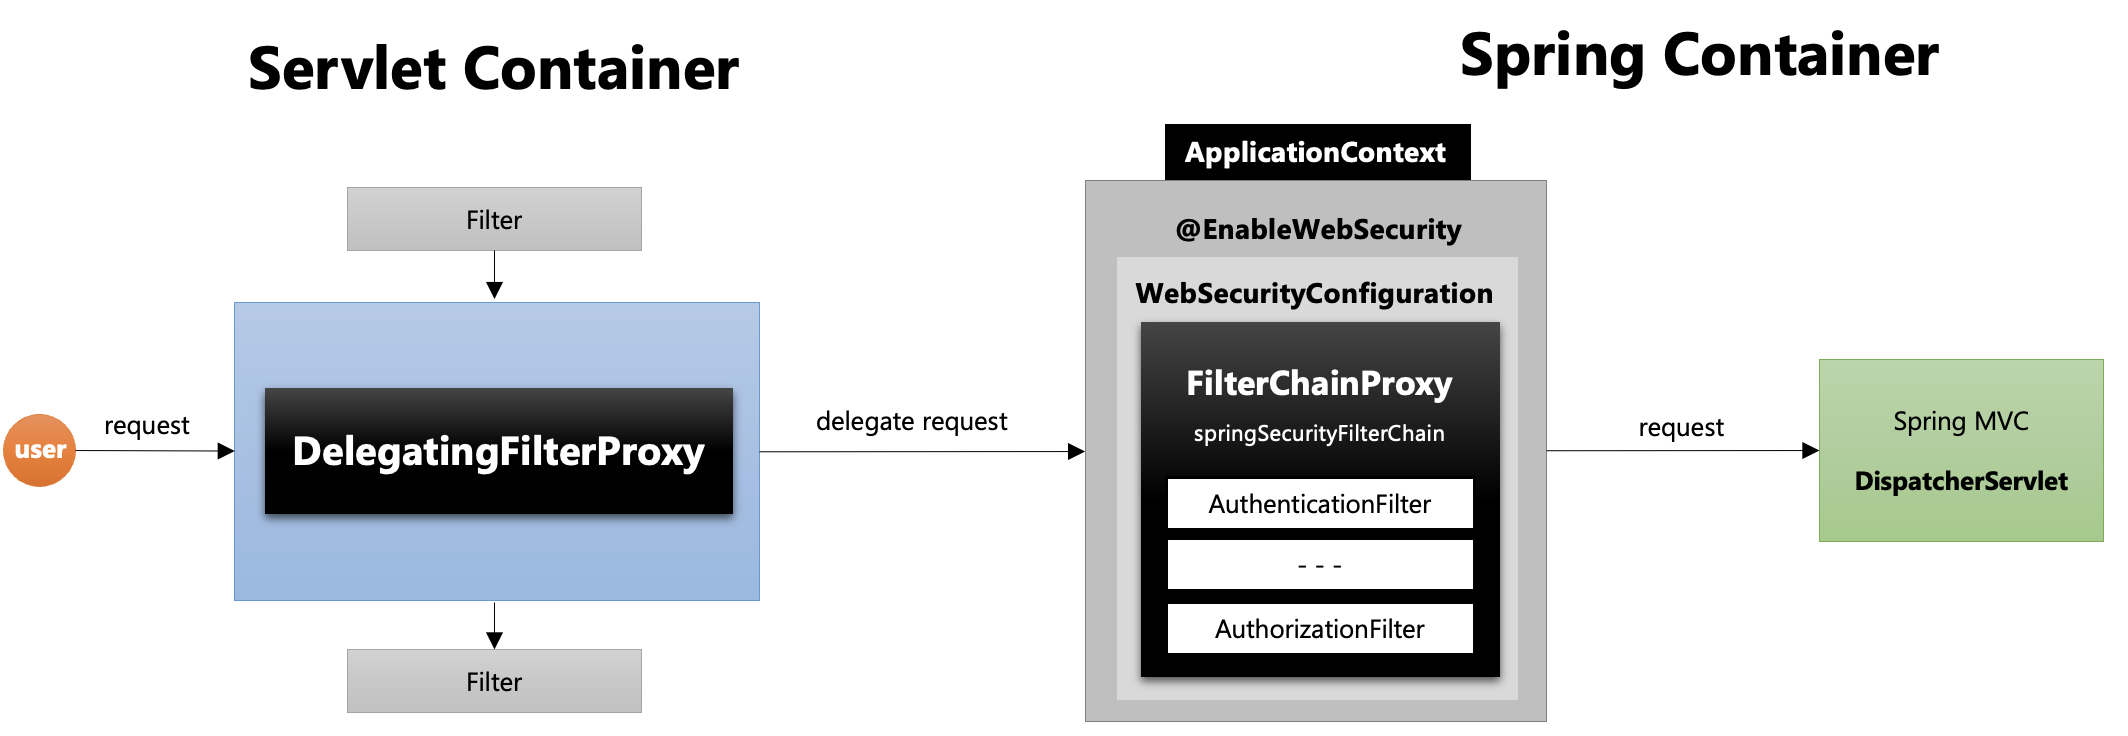 Servlet Container
Spring Container
Filter
user
request
DelegatingFilterProxy
Filter
delegate request
ApplicationContext
@EnableWebSecurity
WebSecurityConfiguration
FilterChainProxy
springSecurityFilterChain
AuthenticationFilter
- - -
AuthorizationFilter
request
Spring MVC
DispatcherServlet